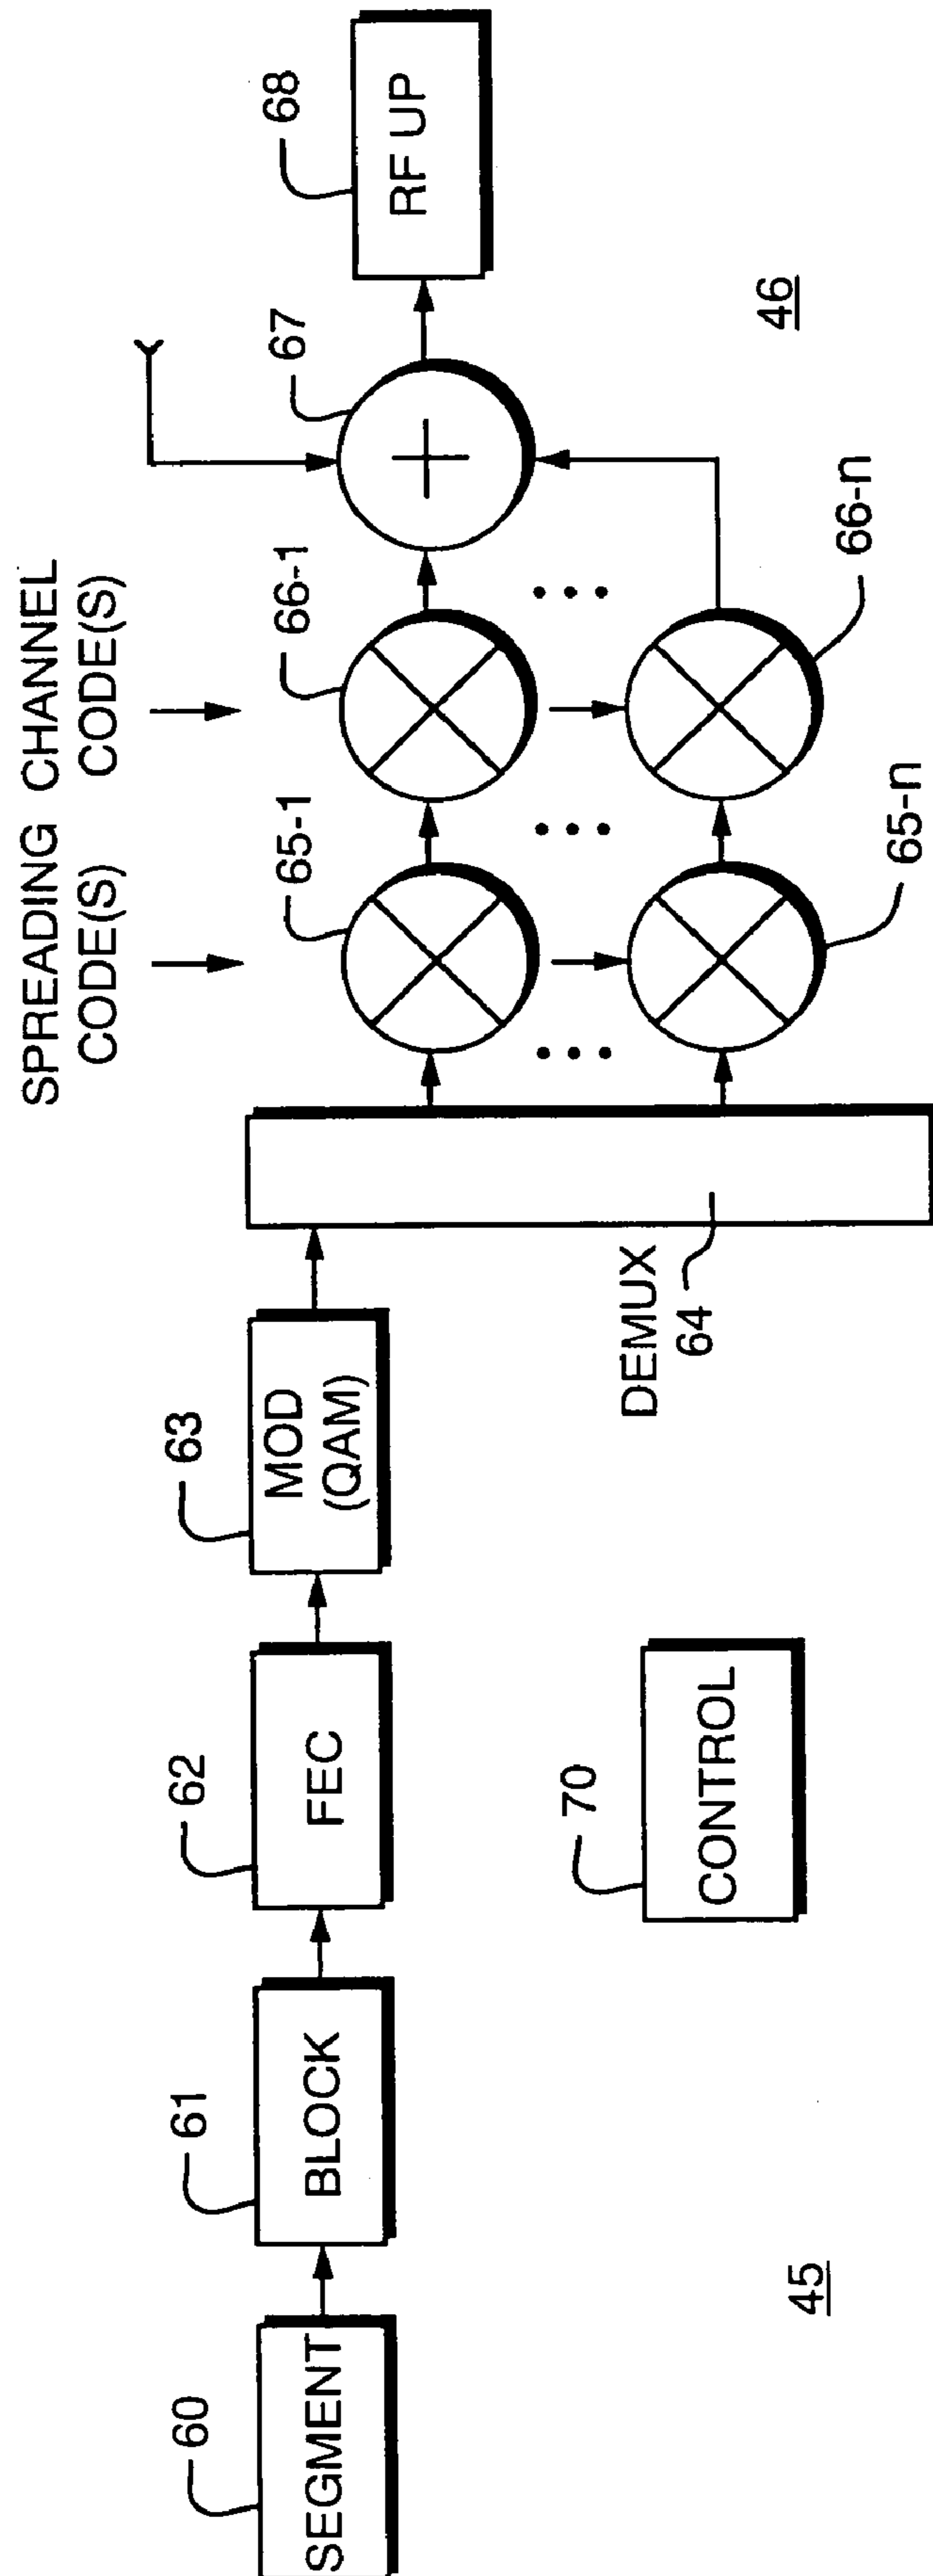 SPREADING CHANNEL
CODE(S) CODE(S)
60
SEGMENT
61
BLOCK
62
FEC
63
MOD
(QAM)
DEMUX
64
65-1
66-1
67
68
RF UP
65-n
66-n
70
CONTROL
45
46